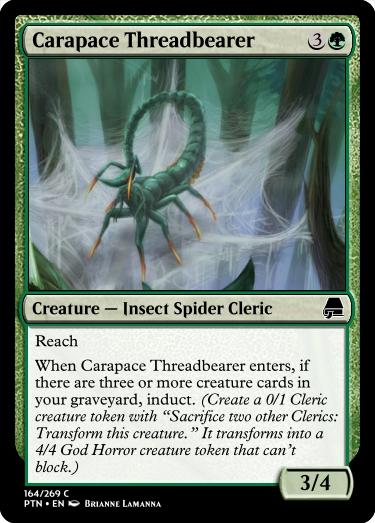 Carapace Threadbearer 3
Creature — Insect Spider Cleric
Reach
When Carapace Threadbearer enters, if
there are three or more creature cards in
your graveyard, induct. (Create a 0/1 Cleric
creature token with “Sacrifice two other Clerics:
Transform this creature.” It transforms into a
4/4 God Horror creature token that can’t
block.)
3/4
164/269 C
PTN • EN Brianne Lamanna